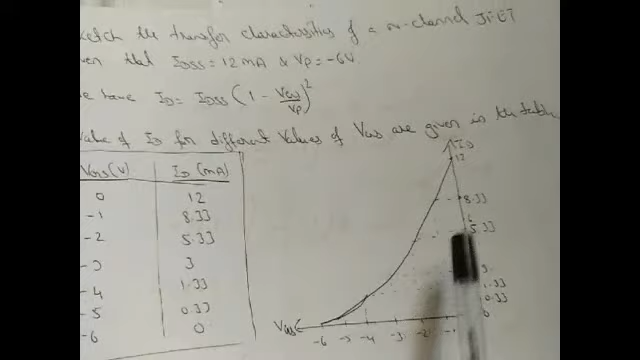 ketch the transfer characteristics of a n-channel JFET
en that IDSS = 12 mA & VP = -6V.
e have ID = IDSS (1 - VGS/VP)²
alue of ID for different values of VGS are given in the table
VGS(V) ID (mA)
0 12
-1 8.33
-2 5.33
-3 3
-4 1.33
-5 0.33
-6 0
ID
12
8.33
6
5.33
3
1.33
0.33
0
VGS
-6 -5 -4 -3 -2 -1